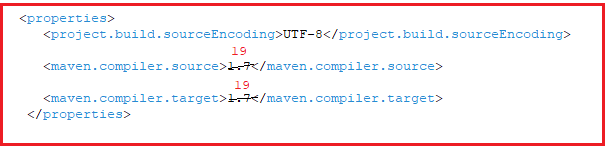 <properties>
<project.build.sourceEncoding>UTF-8</project.build.sourceEncoding>
19
<maven.compiler.source>1.7</maven.compiler.source>
19
<maven.compiler.target>1.7</maven.compiler.target>
</properties>